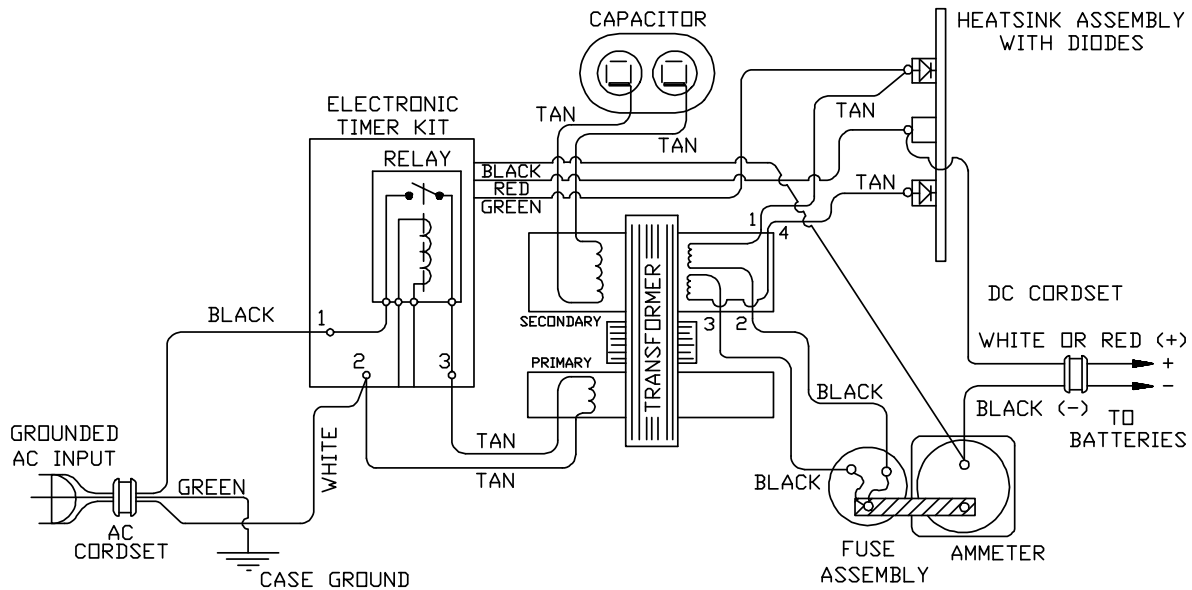 CAPACITOR
HEATSINK ASSEMBLY
WITH DIODES
ELECTRONIC
TIMER KIT
TAN
TAN
TAN
RELAY
BLACK
RED
GREEN
TAN
1
4
SECONDARY
TRANSFORMER
3
2
PRIMARY
BLACK
1
2
3
DC CORDSET
WHITE OR RED (+)
+
-
BLACK (-)
TO
BATTERIES
BLACK
BLACK
TAN
TAN
WHITE
GROUNDED
AC INPUT
GREEN
AC
CORDSET
CASE GROUND
FUSE
ASSEMBLY
AMMETER